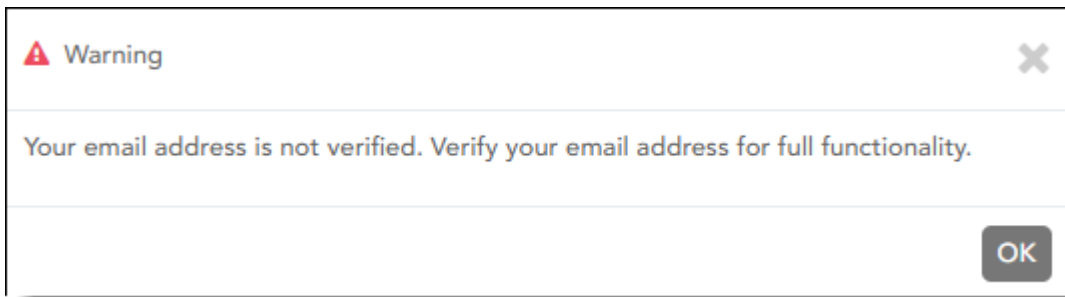 Warning
Your email address is not verified. Verify your email address for full functionality.
OK